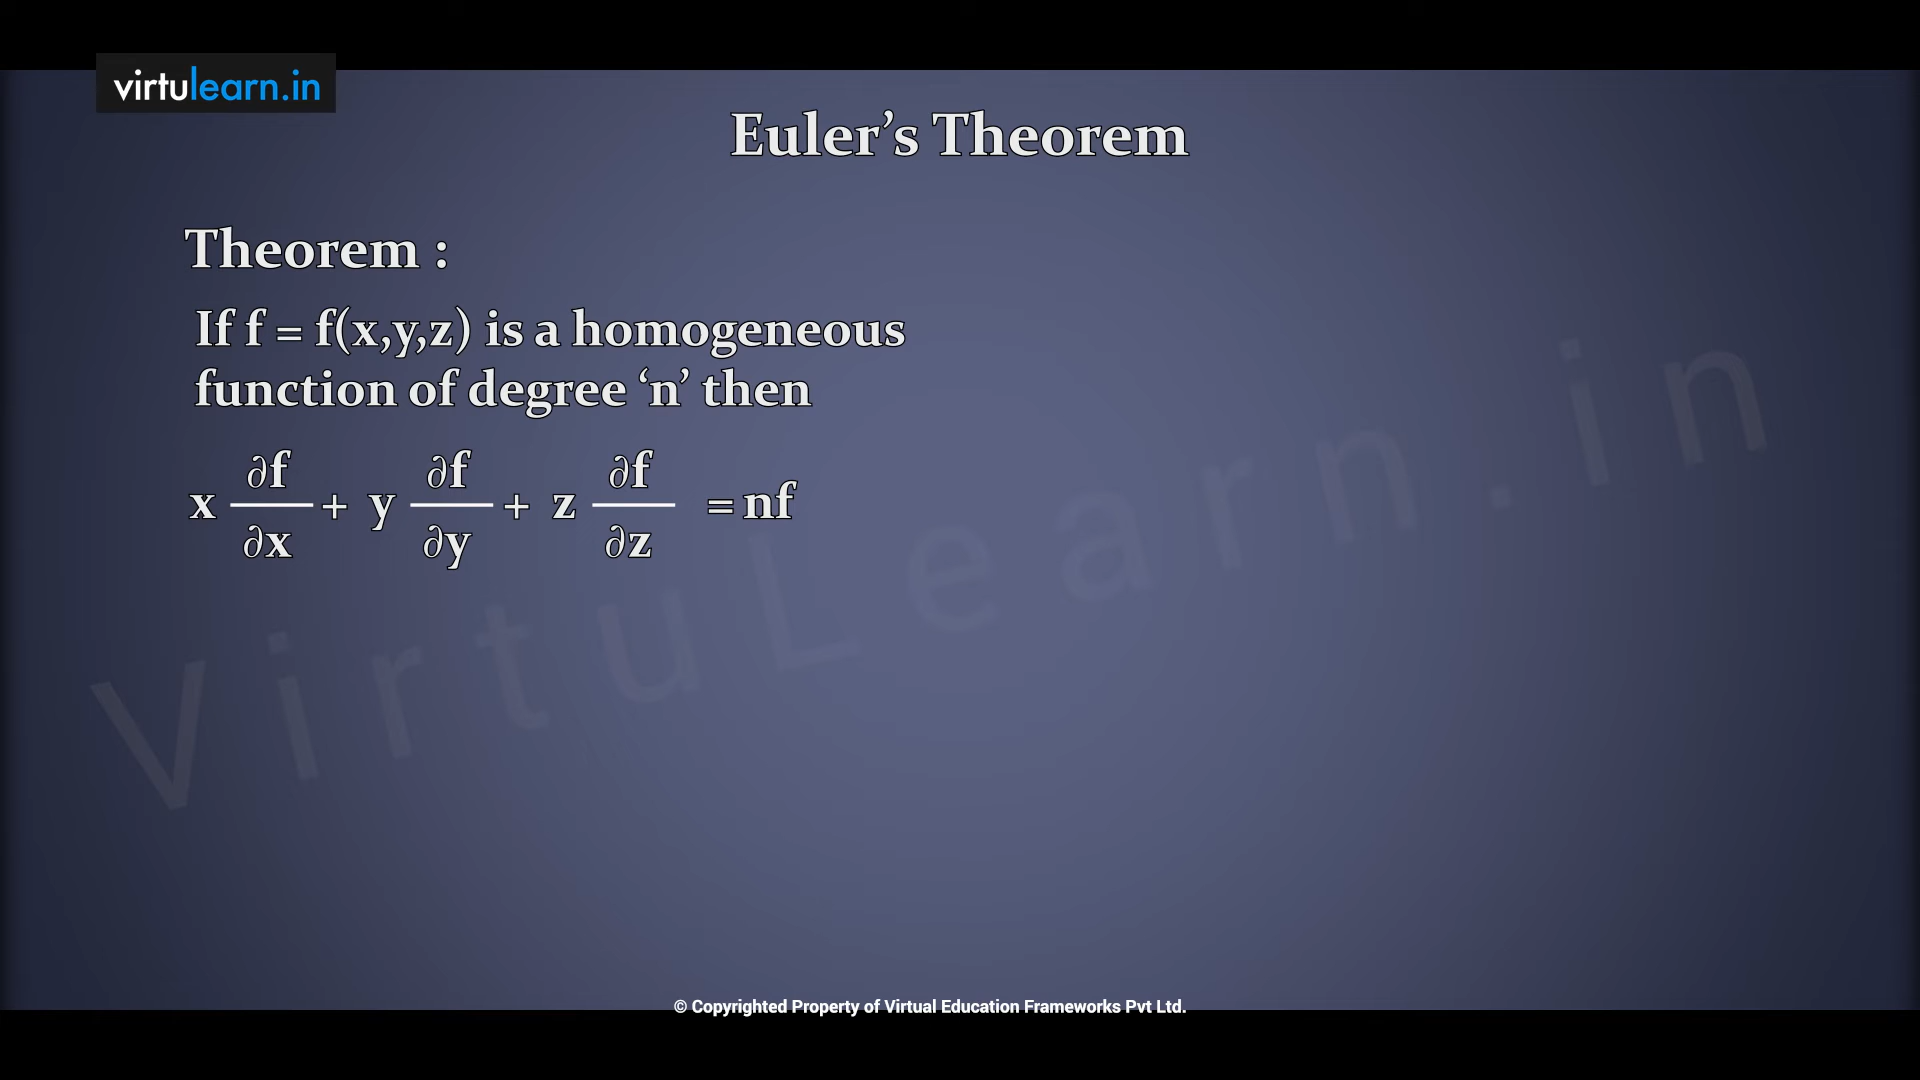 virtulearn.in
Euler’s Theorem
Theorem :
If f = f(x,y,z) is a homogeneous
function of degree ‘n’ then
x ∂f/∂x + y ∂f/∂y + z ∂f/∂z = nf
VirtuLearn.in
© Copyrighted Property of Virtual Education Frameworks Pvt Ltd.